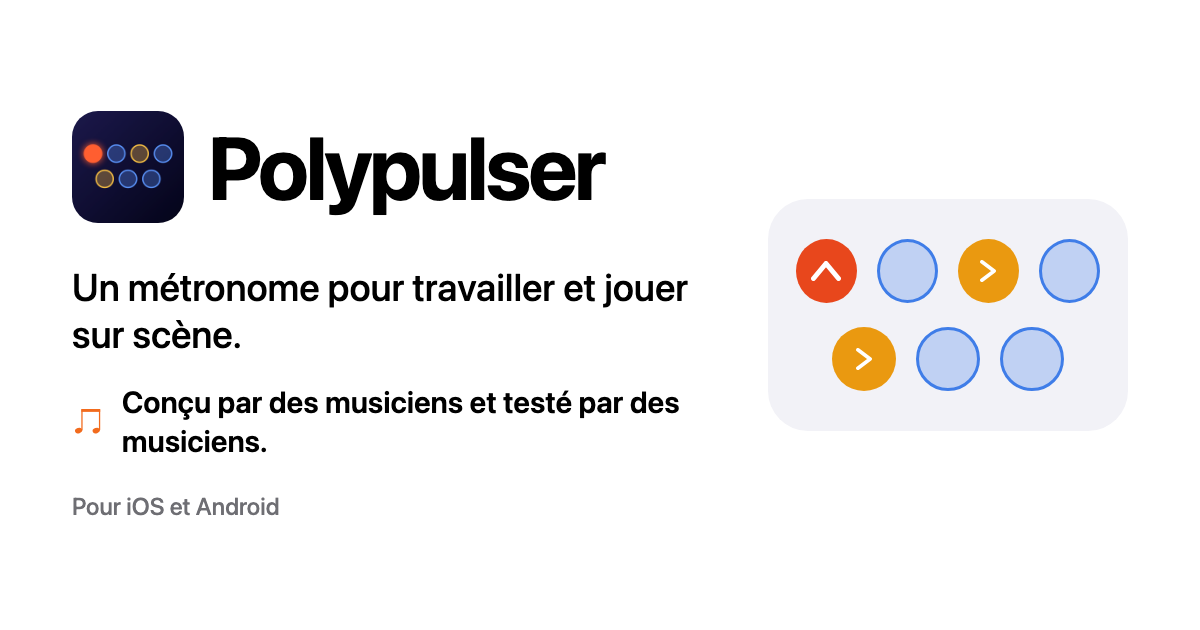 Polypulser
Un métronome pour travailler et jouer
sur scène.
Conçu par des musiciens et testé par des
musiciens.
Pour iOS et Android